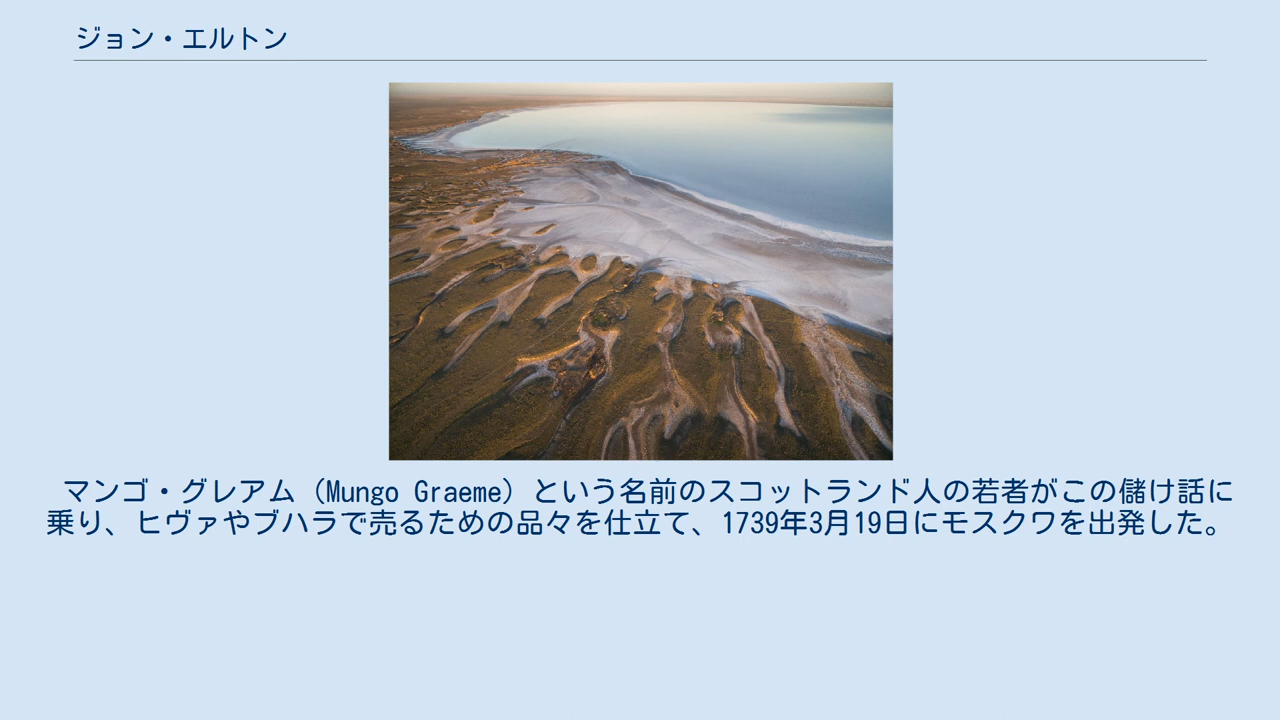 ジョン・エルトン
マンゴ・グレアム（Mungo Graeme）という名前のスコットランド人の若者がこの儲け話に
乗り、ヒヴァやブハラで売るための品々を仕立て、1739年3月19日にモスクワを出発した。